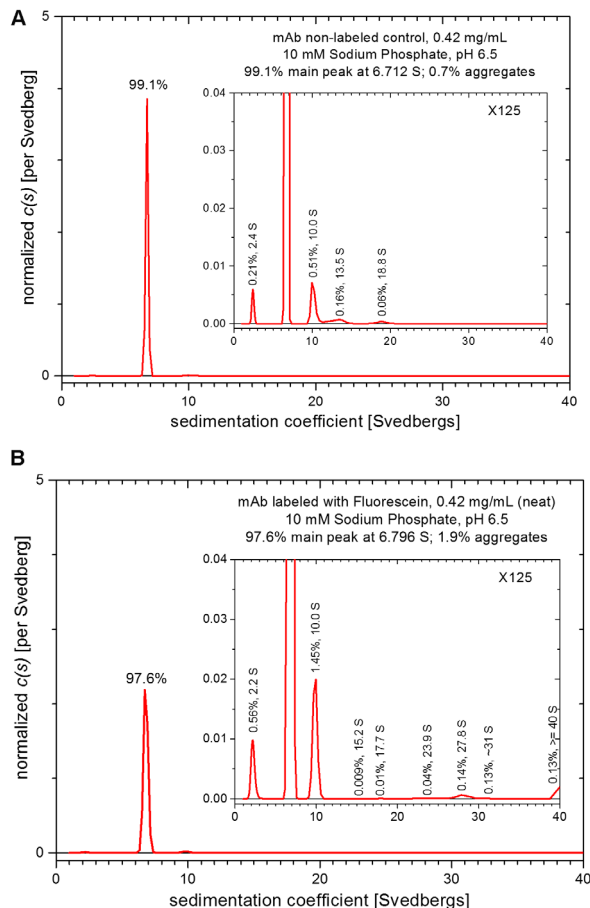 A
mAb non-labeled control, 0.42 mg/mL
10 mM Sodium Phosphate, pH 6.5
99.1% main peak at 6.712 S; 0.7% aggregates
99.1%
X125
normalized c(s) [per Svedberg]
5
0
0.04
0.03
0.02
0.01
0.00
0.21%, 2.4 S
0.51%, 10.0 S
0.16%, 13.5 S
0.06%, 18.8 S
0 10 20 30 40
0 10 20 30 40
sedimentation coefficient [Svedbergs]
B
mAb labeled with Fluorescein, 0.42 mg/mL (neat)
10 mM Sodium Phosphate, pH 6.5
97.6% main peak at 6.796 S; 1.9% aggregates
97.6%
X125
normalized c(s) [per Svedberg]
5
0
0.04
0.03
0.02
0.01
0.00
0.56%, 2.2 S
1.45%, 10.0 S
0.009%, 15.2 S
0.01%, 17.7 S
0.04%, 23.9 S
0.14%, 27.8 S
0.13%, ~31 S
0.13%, >= 40 S
0 10 20 30 40
0 10 20 30 40
sedimentation coefficient [Svedbergs]